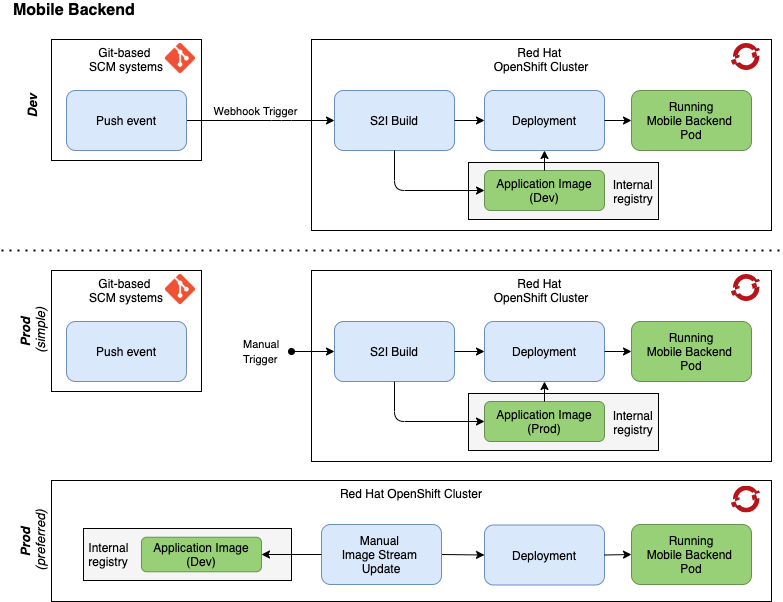 Mobile Backend
Dev
Git-based
SCM systems
Push event
Webhook Trigger
Red Hat
OpenShift Cluster
S2I Build
Deployment
Running
Mobile Backend
Pod
Application Image
(Dev)
Internal
registry
Prod
(simple)
Git-based
SCM systems
Push event
Manual
Trigger
Red Hat
OpenShift Cluster
S2I Build
Deployment
Running
Mobile Backend
Pod
Application Image
(Prod)
Internal
registry
Prod
(preferred)
Red Hat OpenShift Cluster
Internal
registry
Application Image
(Dev)
Manual
Image Stream
Update
Deployment
Running
Mobile Backend
Pod